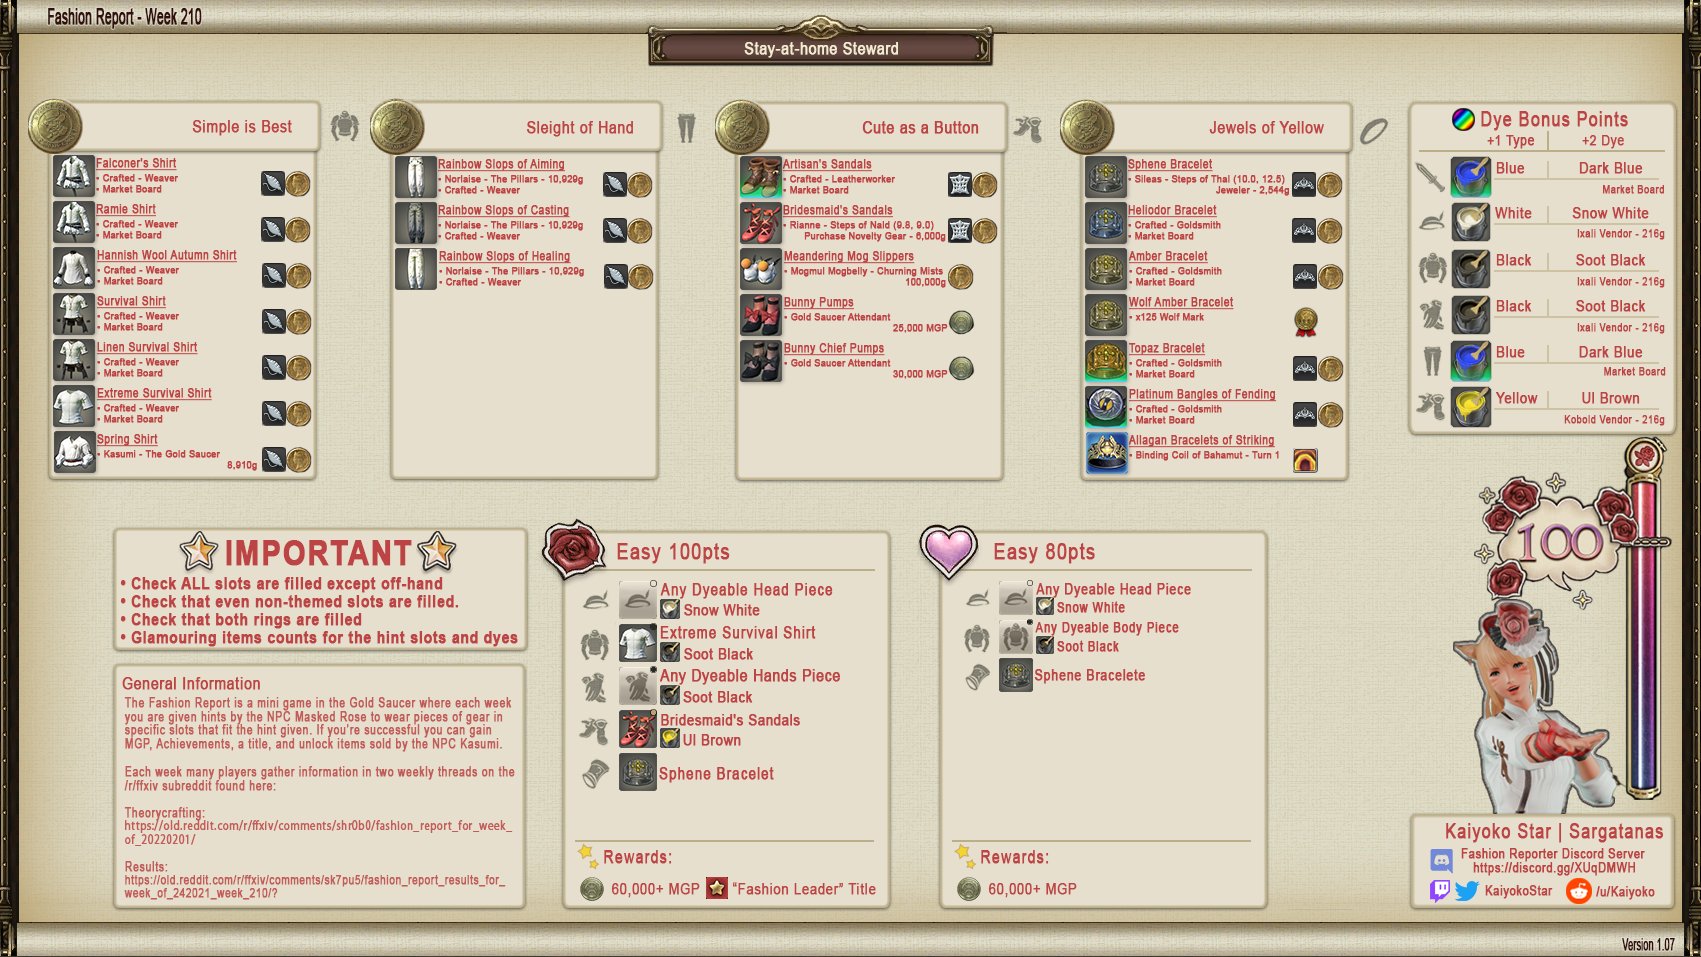 Fashion Report - Week 210
Stay-at-home Steward
Simple is Best
Falconer's Shirt
• Crafted - Weaver
• Market Board
Ramie Shirt
• Crafted - Weaver
• Market Board
Hannish Wool Autumn Shirt
• Crafted - Weaver
• Market Board
Survival Shirt
• Crafted - Weaver
• Market Board
Linen Survival Shirt
• Crafted - Weaver
• Market Board
Extreme Survival Shirt
• Crafted - Weaver
• Market Board
Spring Shirt
• Kasumi - The Gold Saucer
8,910g
Sleight of Hand
Rainbow Slops of Aiming
• Norlaise - The Pillars - 10,929g
• Crafted - Weaver
Rainbow Slops of Casting
• Norlaise - The Pillars - 10,929g
• Crafted - Weaver
Rainbow Slops of Healing
• Norlaise - The Pillars - 10,929g
• Crafted - Weaver
Cute as a Button
Artisan's Sandals
• Crafted - Leatherworker
• Market Board
Bridesmaid's Sandals
• Rianne - Steps of Nald (9.8, 9.0)
Purchase Novelty Gear - 6,000g
Meandering Mog Slippers
• Mogmul Mogbelly - Churning Mists
100,000g
Bunny Pumps
• Gold Saucer Attendant
25,000 MGP
Bunny Chief Pumps
• Gold Saucer Attendant
30,000 MGP
Jewels of Yellow
Sphene Bracelet
• Sileas - Steps of Thal (10.0, 12.5)
Jeweler - 2,544g
Heliodor Bracelet
• Crafted - Goldsmith
• Market Board
Amber Bracelet
• Crafted - Goldsmith
• Market Board
Wolf Amber Bracelet
• x125 Wolf Mark
Topaz Bracelet
• Crafted - Goldsmith
• Market Board
Platinum Bangles of Fending
• Crafted - Goldsmith
• Market Board
Allagan Bracelets of Striking
• Binding Coil of Bahamut - Turn 1
Dye Bonus Points
+1 Type +2 Dye
Blue Dark Blue
Market Board
White Snow White
Ixali Vendor - 216g
Black Soot Black
Ixali Vendor - 216g
Black Soot Black
Ixali Vendor - 216g
Blue Dark Blue
Market Board
Yellow Ul Brown
Kobold Vendor - 216g
100
IMPORTANT
• Check ALL slots are filled except off-hand
• Check that even non-themed slots are filled.
• Check that both rings are filled
• Glamouring items counts for the hint slots and dyes
General Information
The Fashion Report is a mini game in the Gold Saucer where each week
you are given hints by the NPC Masked Rose to wear pieces of gear in
specific slots that fit the hint given. If you're successful you can gain
MGP, Achievements, a title, and unlock items sold by the NPC Kasumi.
Each week many players gather information in two weekly threads on the
/r/ffxiv subreddit found here:
Theorycrafting:
https://old.reddit.com/r/ffxiv/comments/shr0b0/fashion_report_for_week_
of_20220201/
Results:
https://old.reddit.com/r/ffxiv/comments/sk7pu5/fashion_report_results_for_
week_of_242021_week_210/?
Easy 100pts
Any Dyeable Head Piece
Snow White
Extreme Survival Shirt
Soot Black
Any Dyeable Hands Piece
Soot Black
Bridesmaid's Sandals
Ul Brown
Sphene Bracelet
Rewards:
60,000+ MGP "Fashion Leader" Title
Easy 80pts
Any Dyeable Head Piece
Snow White
Any Dyeable Body Piece
Soot Black
Sphene Bracelete
Rewards:
60,000+ MGP
Kaiyoko Star | Sargatanas
Fashion Reporter Discord Server
https://discord.gg/XUqDMWH
KaiyokoStar /u/Kaiyoko
Version 1.07